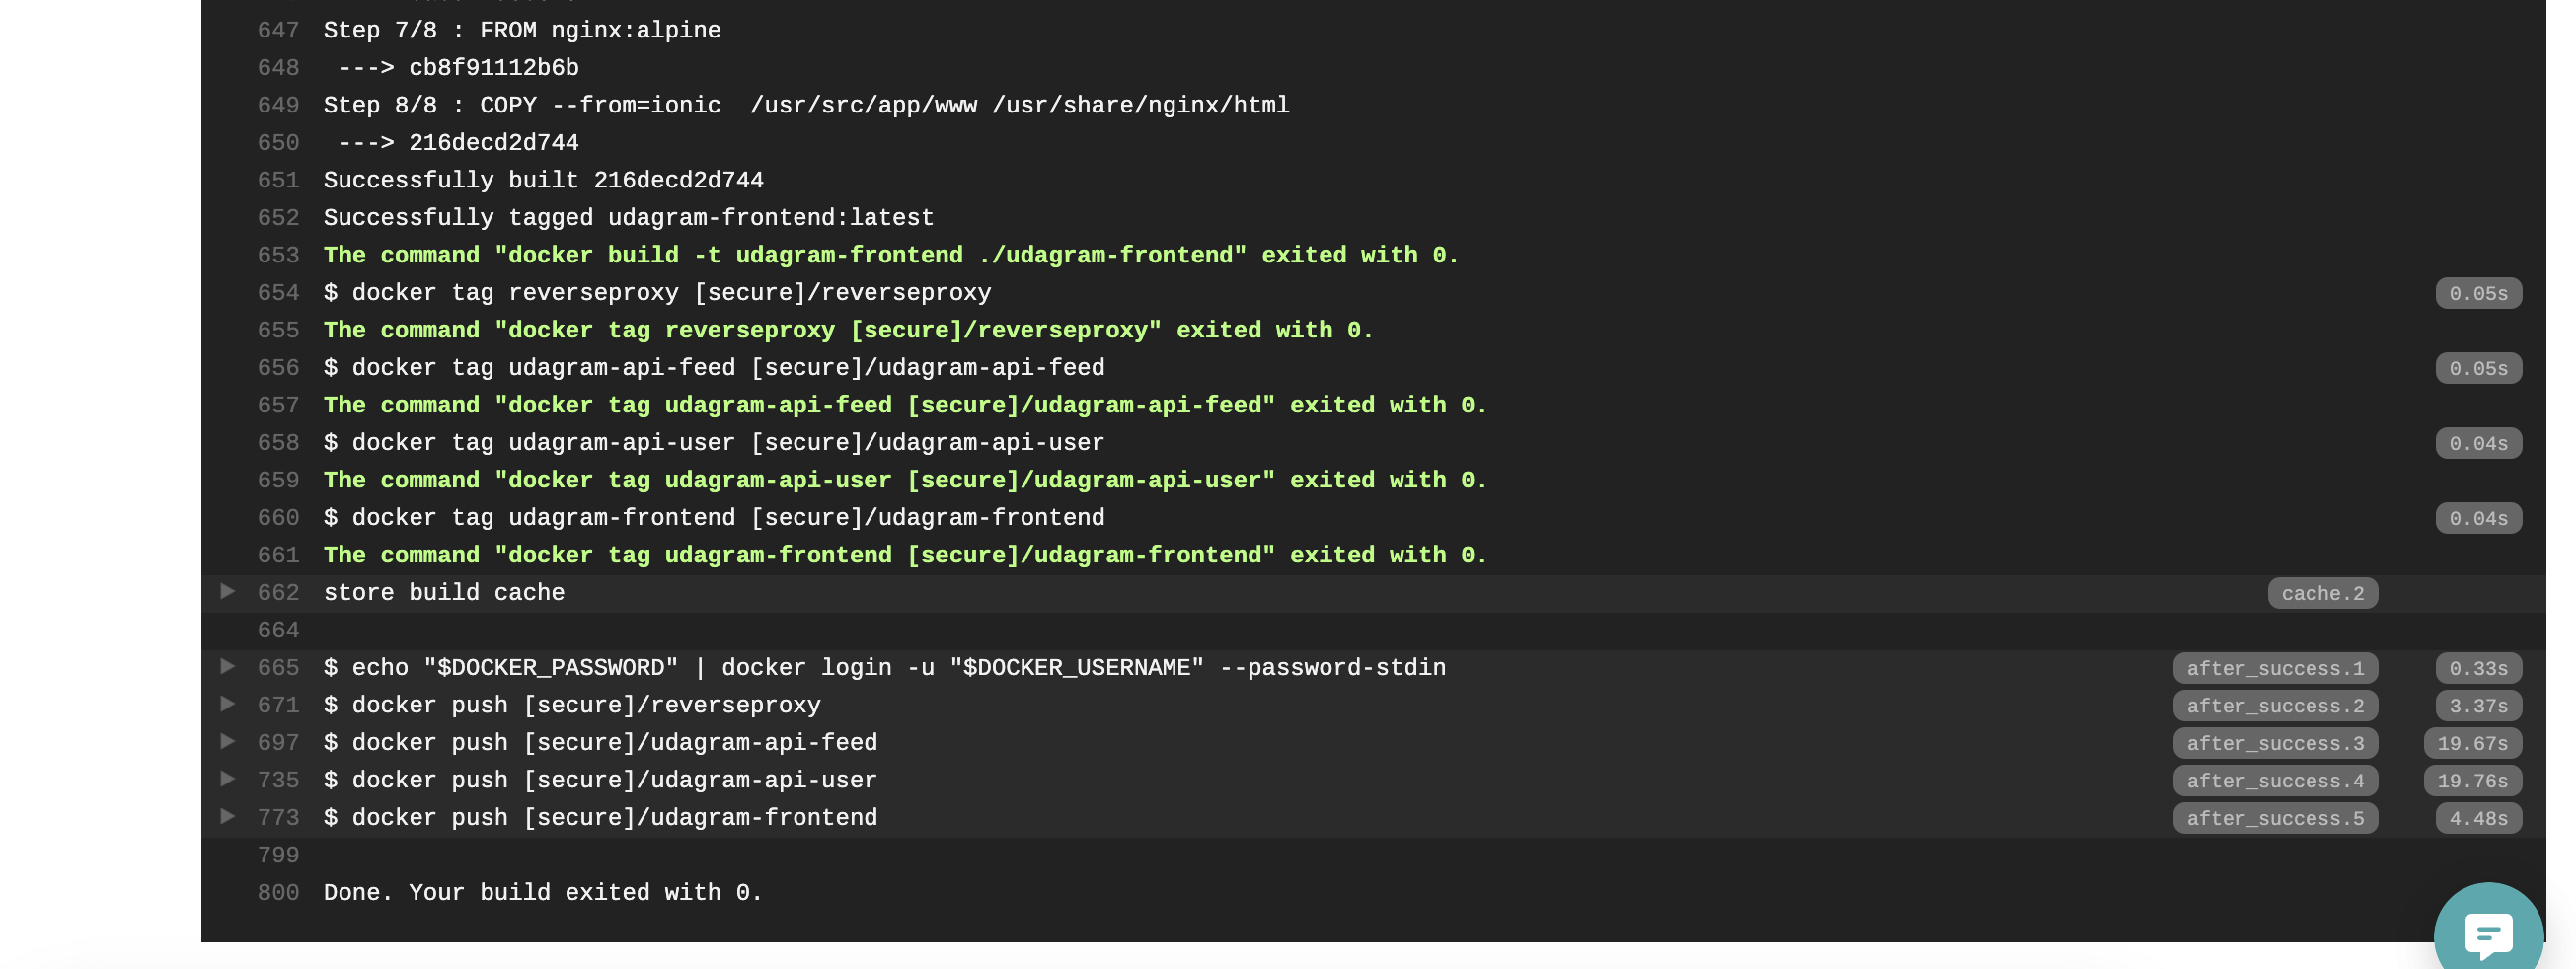 647 Step 7/8 : FROM nginx:alpine
648 ---> cb8f91112b6b
649 Step 8/8 : COPY --from=ionic  /usr/src/app/www /usr/share/nginx/html
650 ---> 216decd2d744
651 Successfully built 216decd2d744
652 Successfully tagged udagram-frontend:latest
653 The command "docker build -t udagram-frontend ./udagram-frontend" exited with 0.
654 $ docker tag reverseproxy [secure]/reverseproxy 0.05s
655 The command "docker tag reverseproxy [secure]/reverseproxy" exited with 0.
656 $ docker tag udagram-api-feed [secure]/udagram-api-feed 0.05s
657 The command "docker tag udagram-api-feed [secure]/udagram-api-feed" exited with 0.
658 $ docker tag udagram-api-user [secure]/udagram-api-user 0.04s
659 The command "docker tag udagram-api-user [secure]/udagram-api-user" exited with 0.
660 $ docker tag udagram-frontend [secure]/udagram-frontend 0.04s
661 The command "docker tag udagram-frontend [secure]/udagram-frontend" exited with 0.
662 store build cache cache.2
664
665 $ echo "$DOCKER_PASSWORD" | docker login -u "$DOCKER_USERNAME" --password-stdin after_success.1 0.33s
671 $ docker push [secure]/reverseproxy after_success.2 3.37s
697 $ docker push [secure]/udagram-api-feed after_success.3 19.67s
735 $ docker push [secure]/udagram-api-user after_success.4 19.76s
773 $ docker push [secure]/udagram-frontend after_success.5 4.48s
799
800 Done. Your build exited with 0.